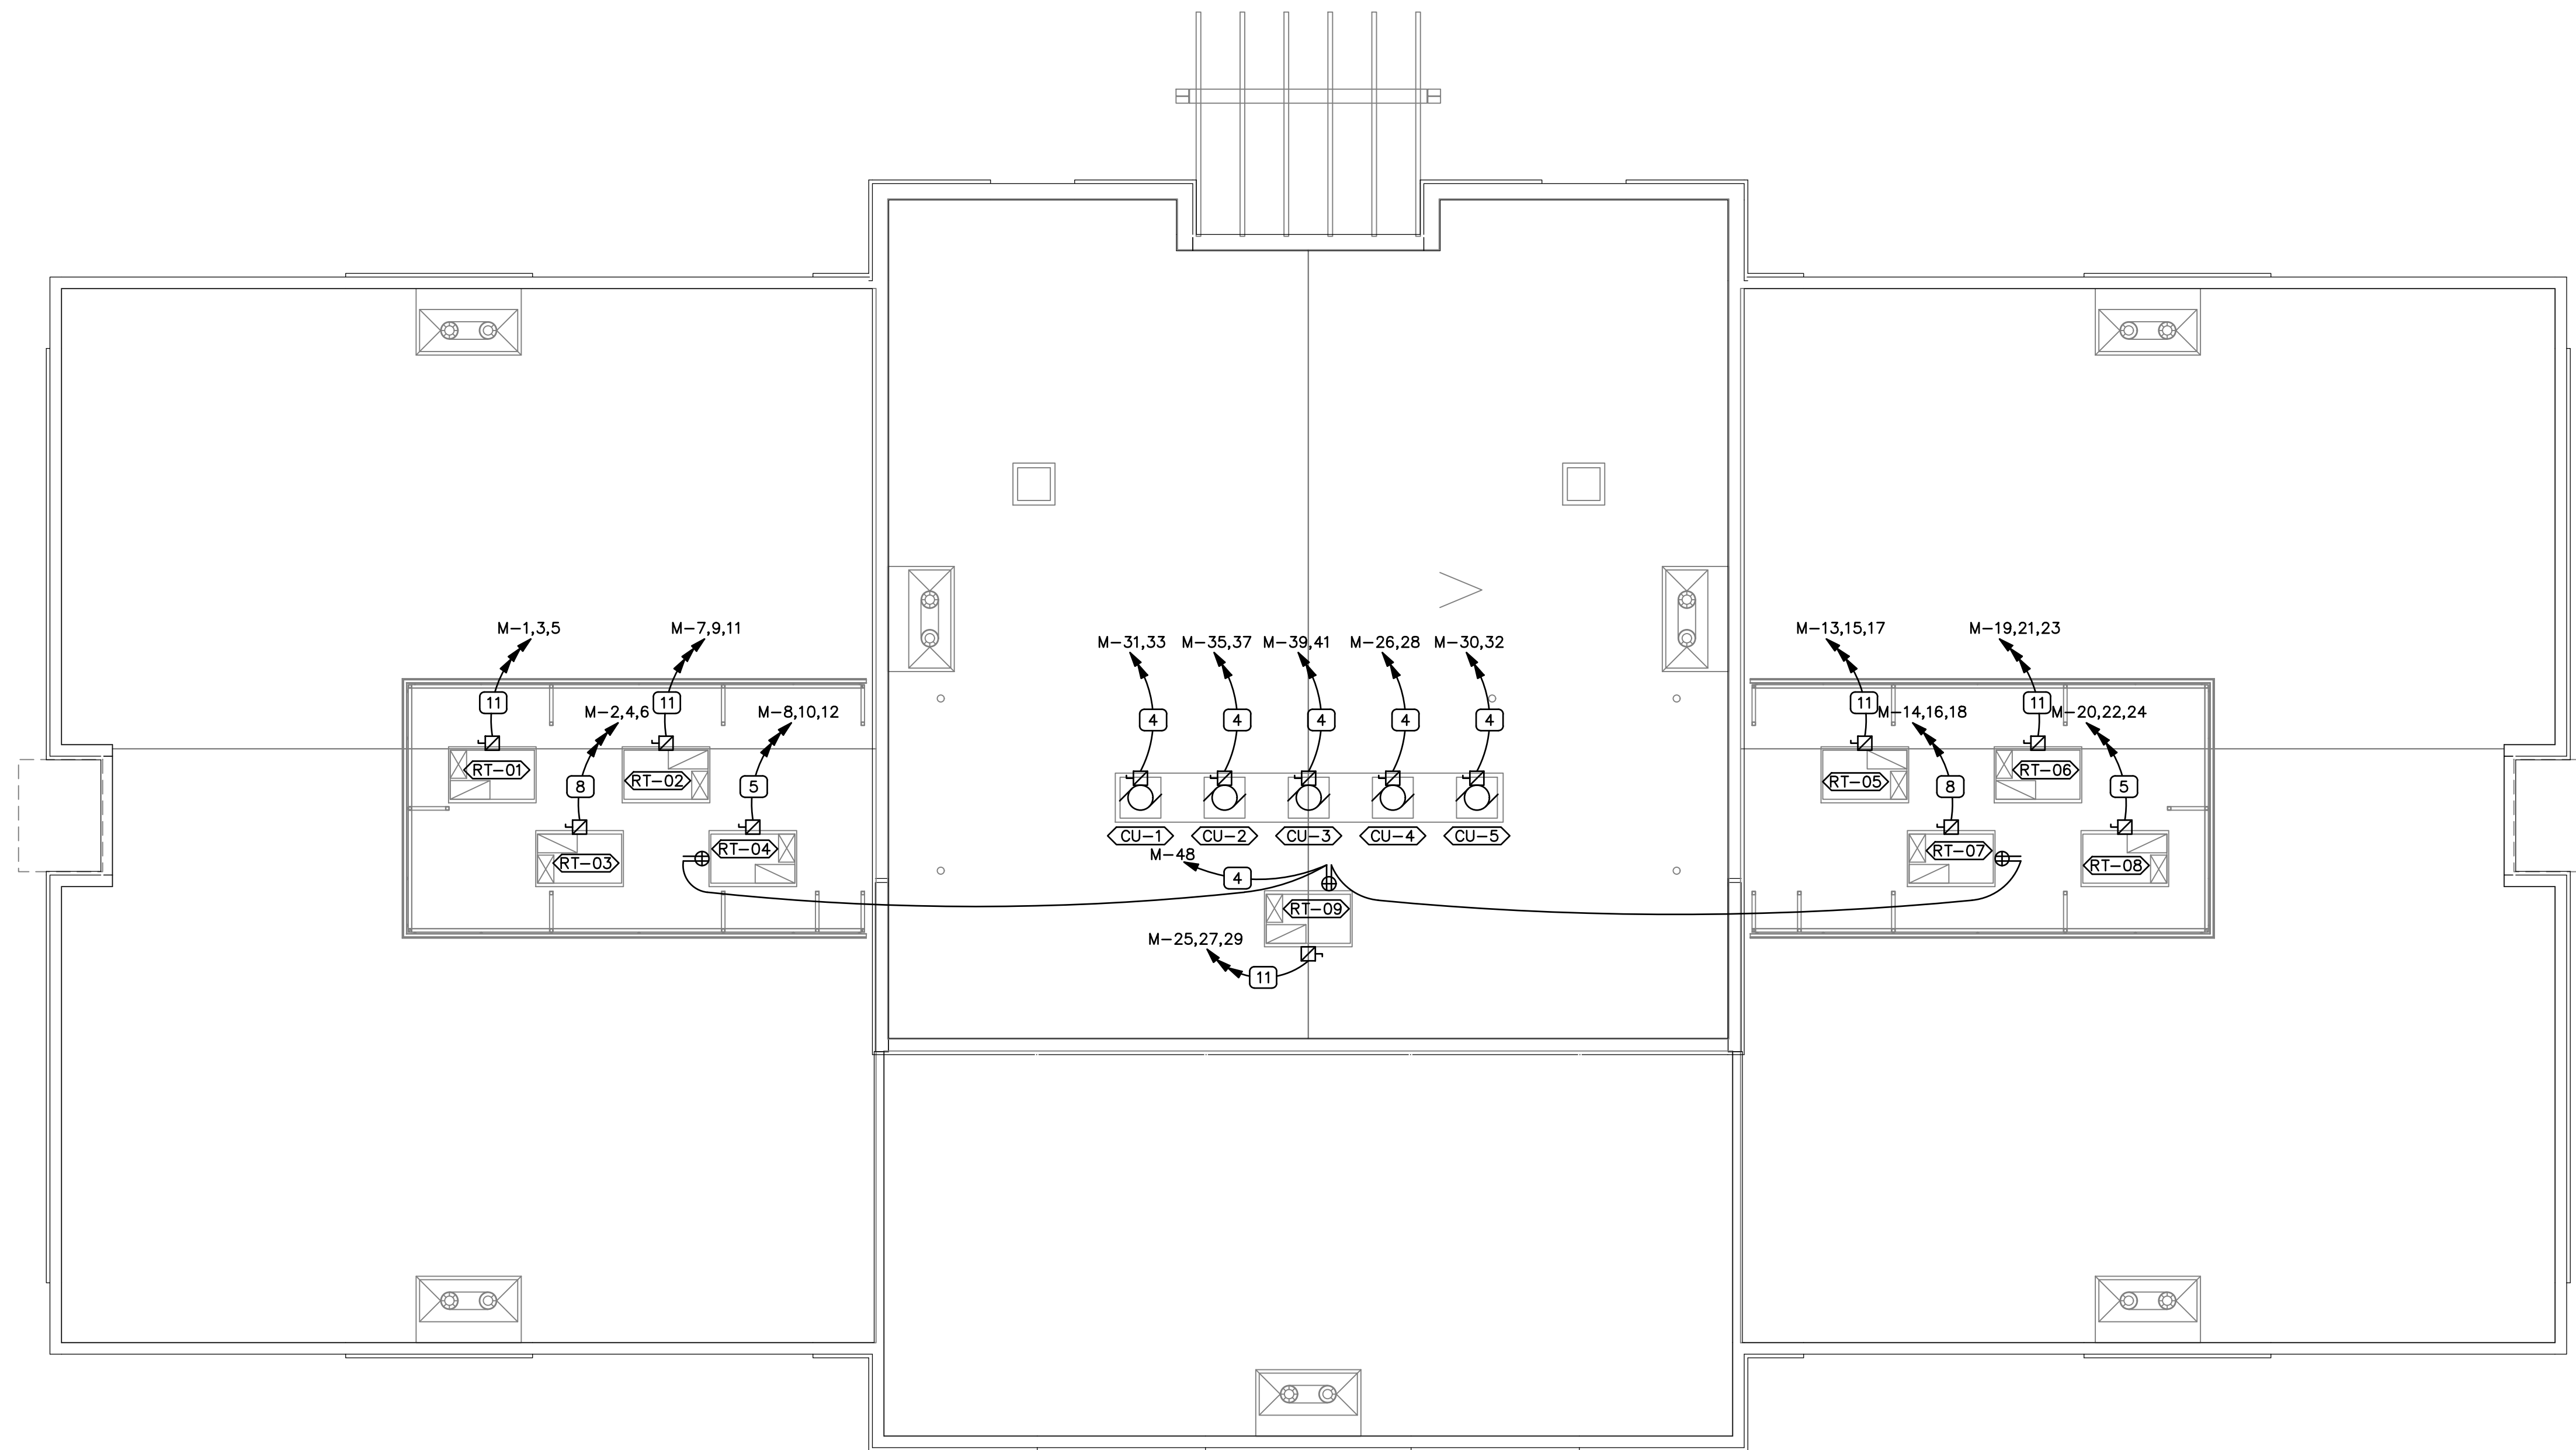 M-1,3,5
M-7,9,11
M-13,15,17
M-19,21,23
M-31,33
M-35,37
M-39,41
M-26,28
M-30,32
11
11
11
11
M-2,4,6
M-8,10,12
M-14,16,18
M-20,22,24
4
4
4
4
4
RT-01
RT-02
RT-05
RT-06
8
5
8
5
CU-1
CU-2
CU-3
CU-4
CU-5
RT-03
RT-04
RT-07
RT-08
M-48
4
RT-09
M-25,27,29
11